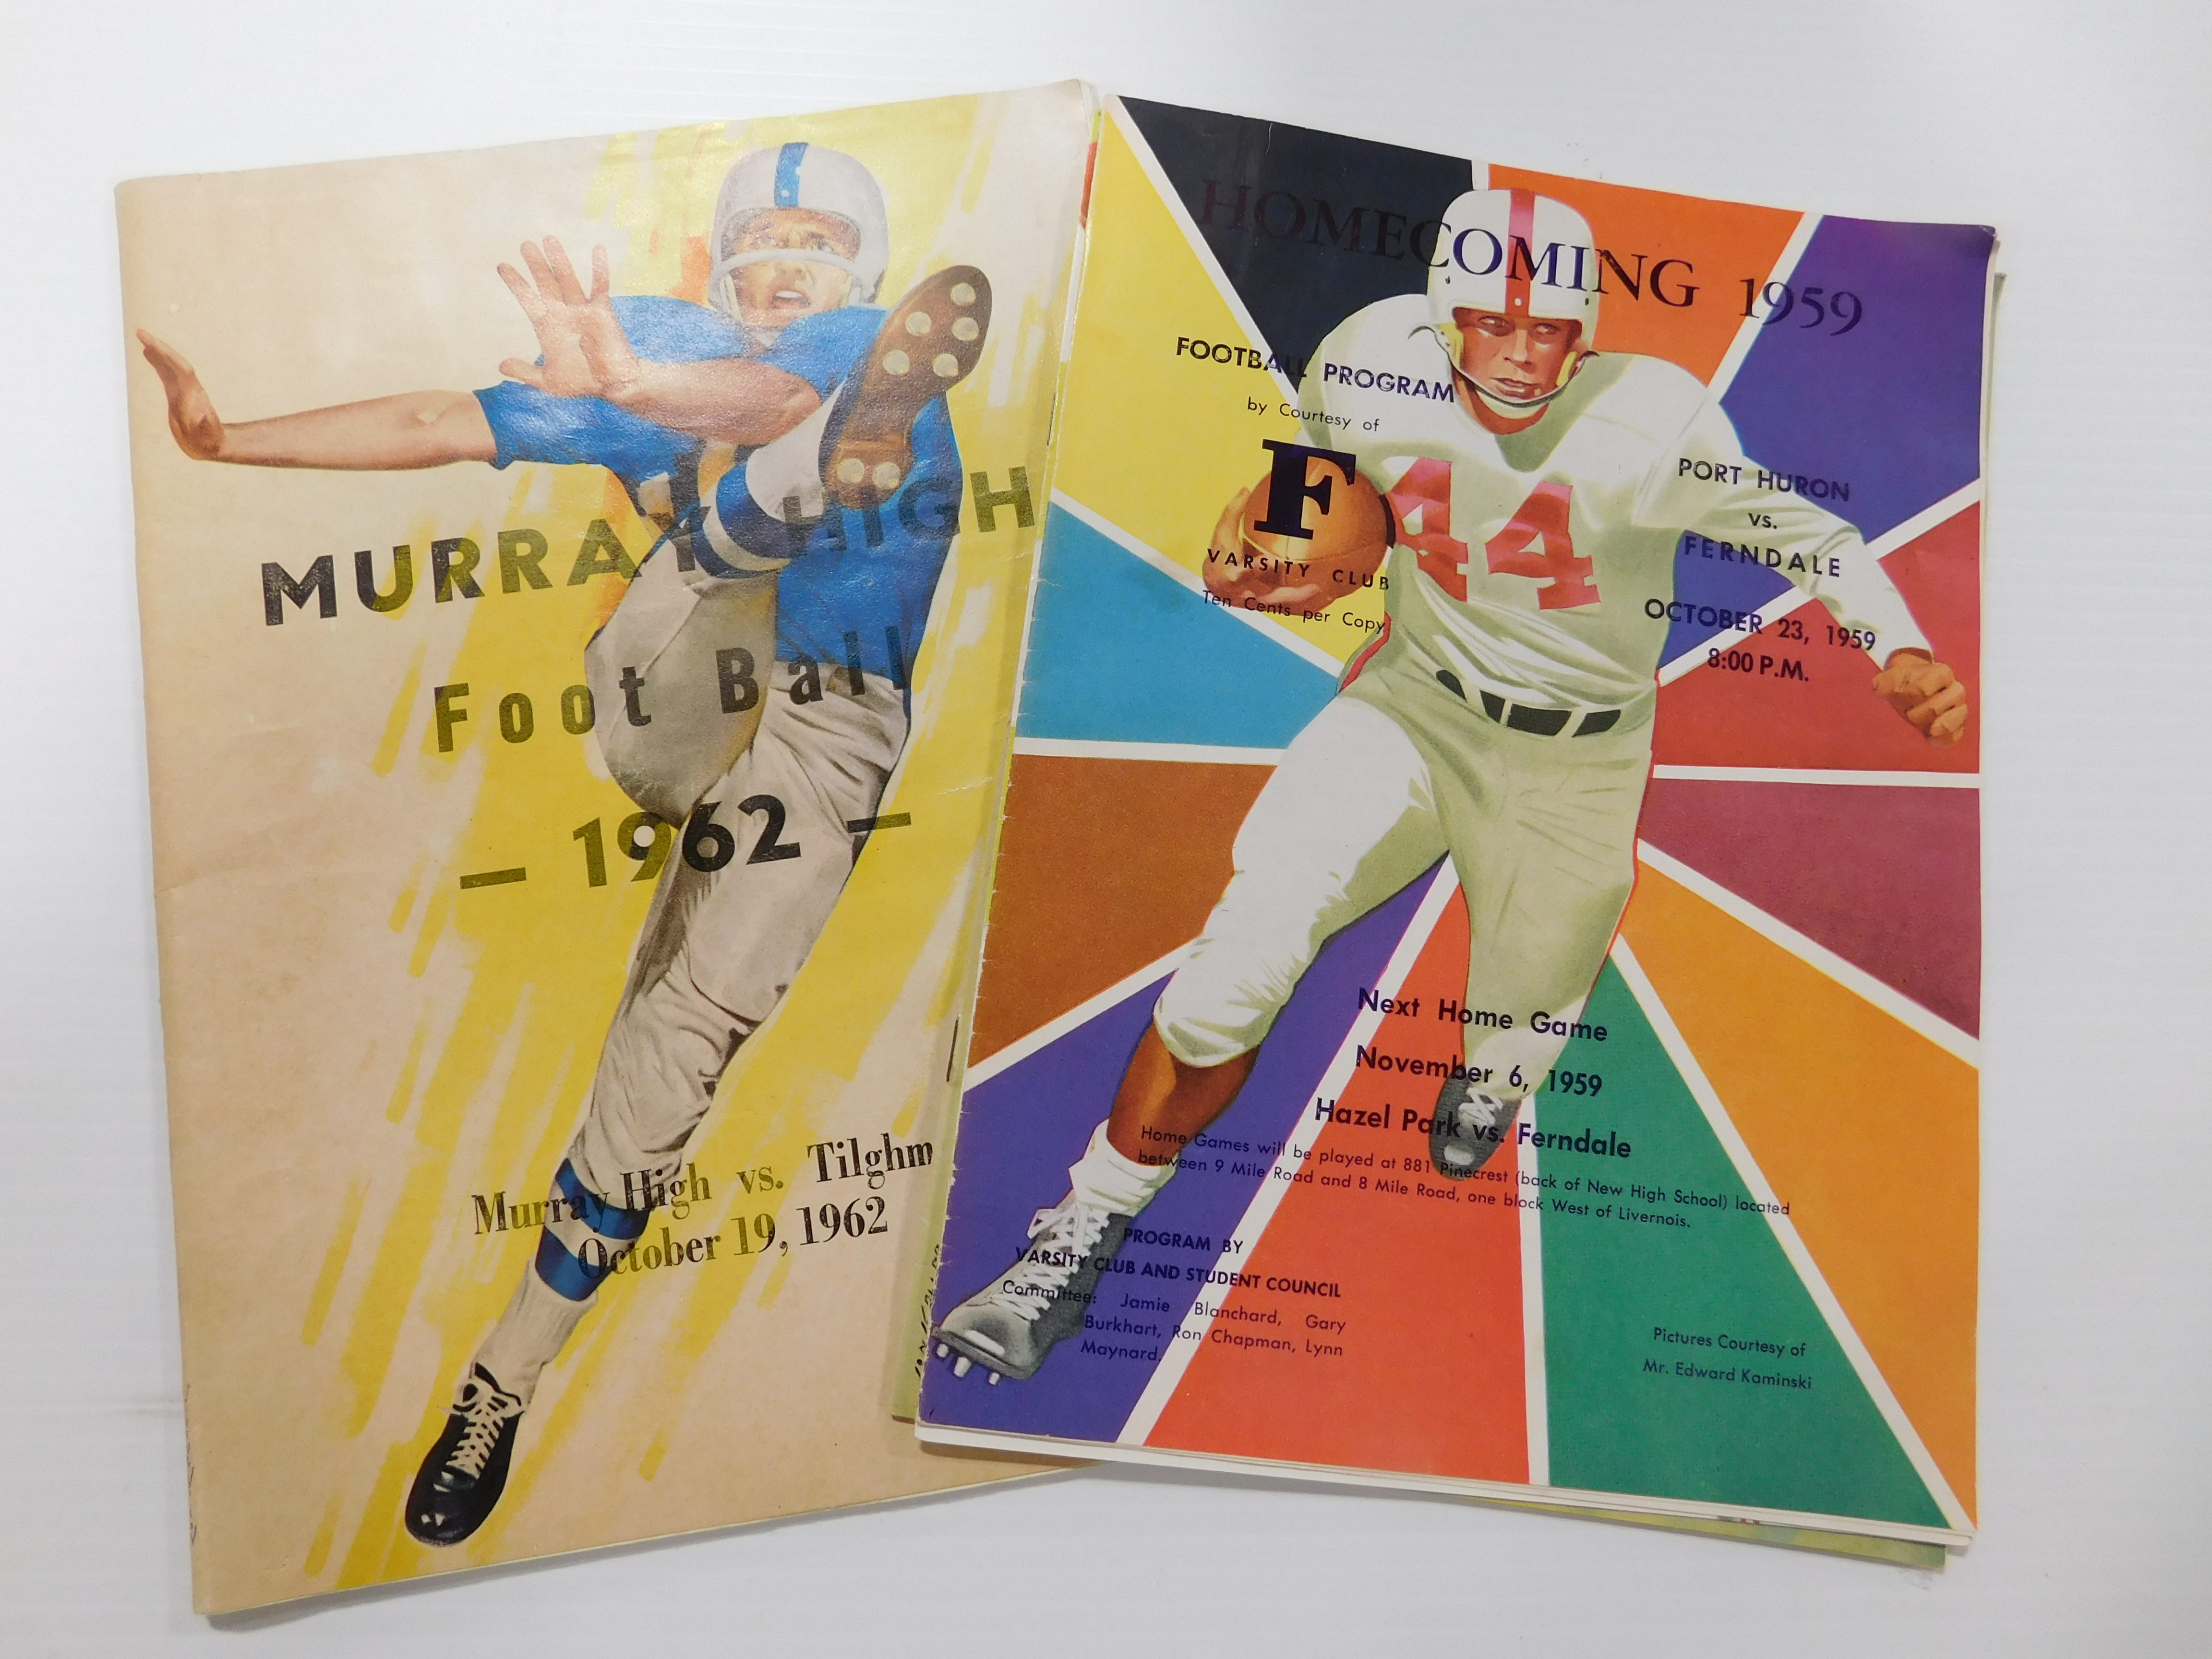 MURRAY HIGH
Foot Ball
— 1962 —
Murray High vs. Tilghm
October 19, 1962
HOMECOMING 1959
FOOTBALL PROGRAM
by Courtesy of
F
VARSITY CLUB
Ten Cents per Copy
44
PORT HURON
vs.
FERNDALE
OCTOBER 23, 1959
8:00 P.M.
Next Home Game
November 6, 1959
Hazel Park vs. Ferndale
Home Games will be played at 881 Pinecrest (back of New High School) located
between 9 Mile Road and 8 Mile Road, one block West of Livernois.
PROGRAM BY
VARSITY CLUB AND STUDENT COUNCIL
Committee: Jamie Blanchard, Gary
Burkhart, Ron Chapman, Lynn
Maynard.
Pictures Courtesy of
Mr. Edward Kaminski